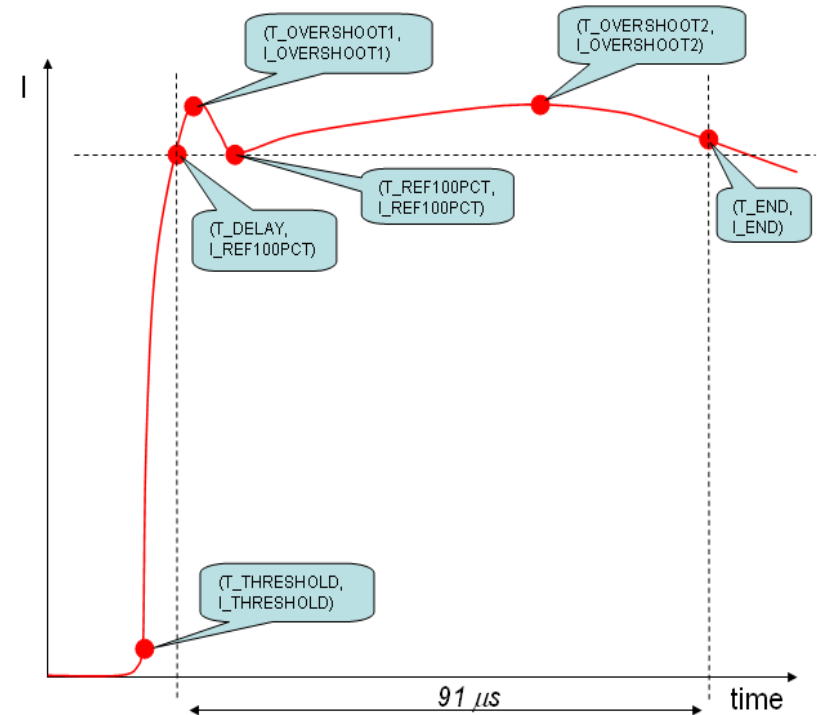 (T_OVERSHOOT1,
I_OVERSHOOT1)
(T_OVERSHOOT2,
I_OVERSHOOT2)
I
(T_REF100PCT,
I_REF100PCT)
(T_DELAY,
I_REF100PCT)
(T_END,
I_END)
(T_THRESHOLD,
I_THRESHOLD)
91 μs
time